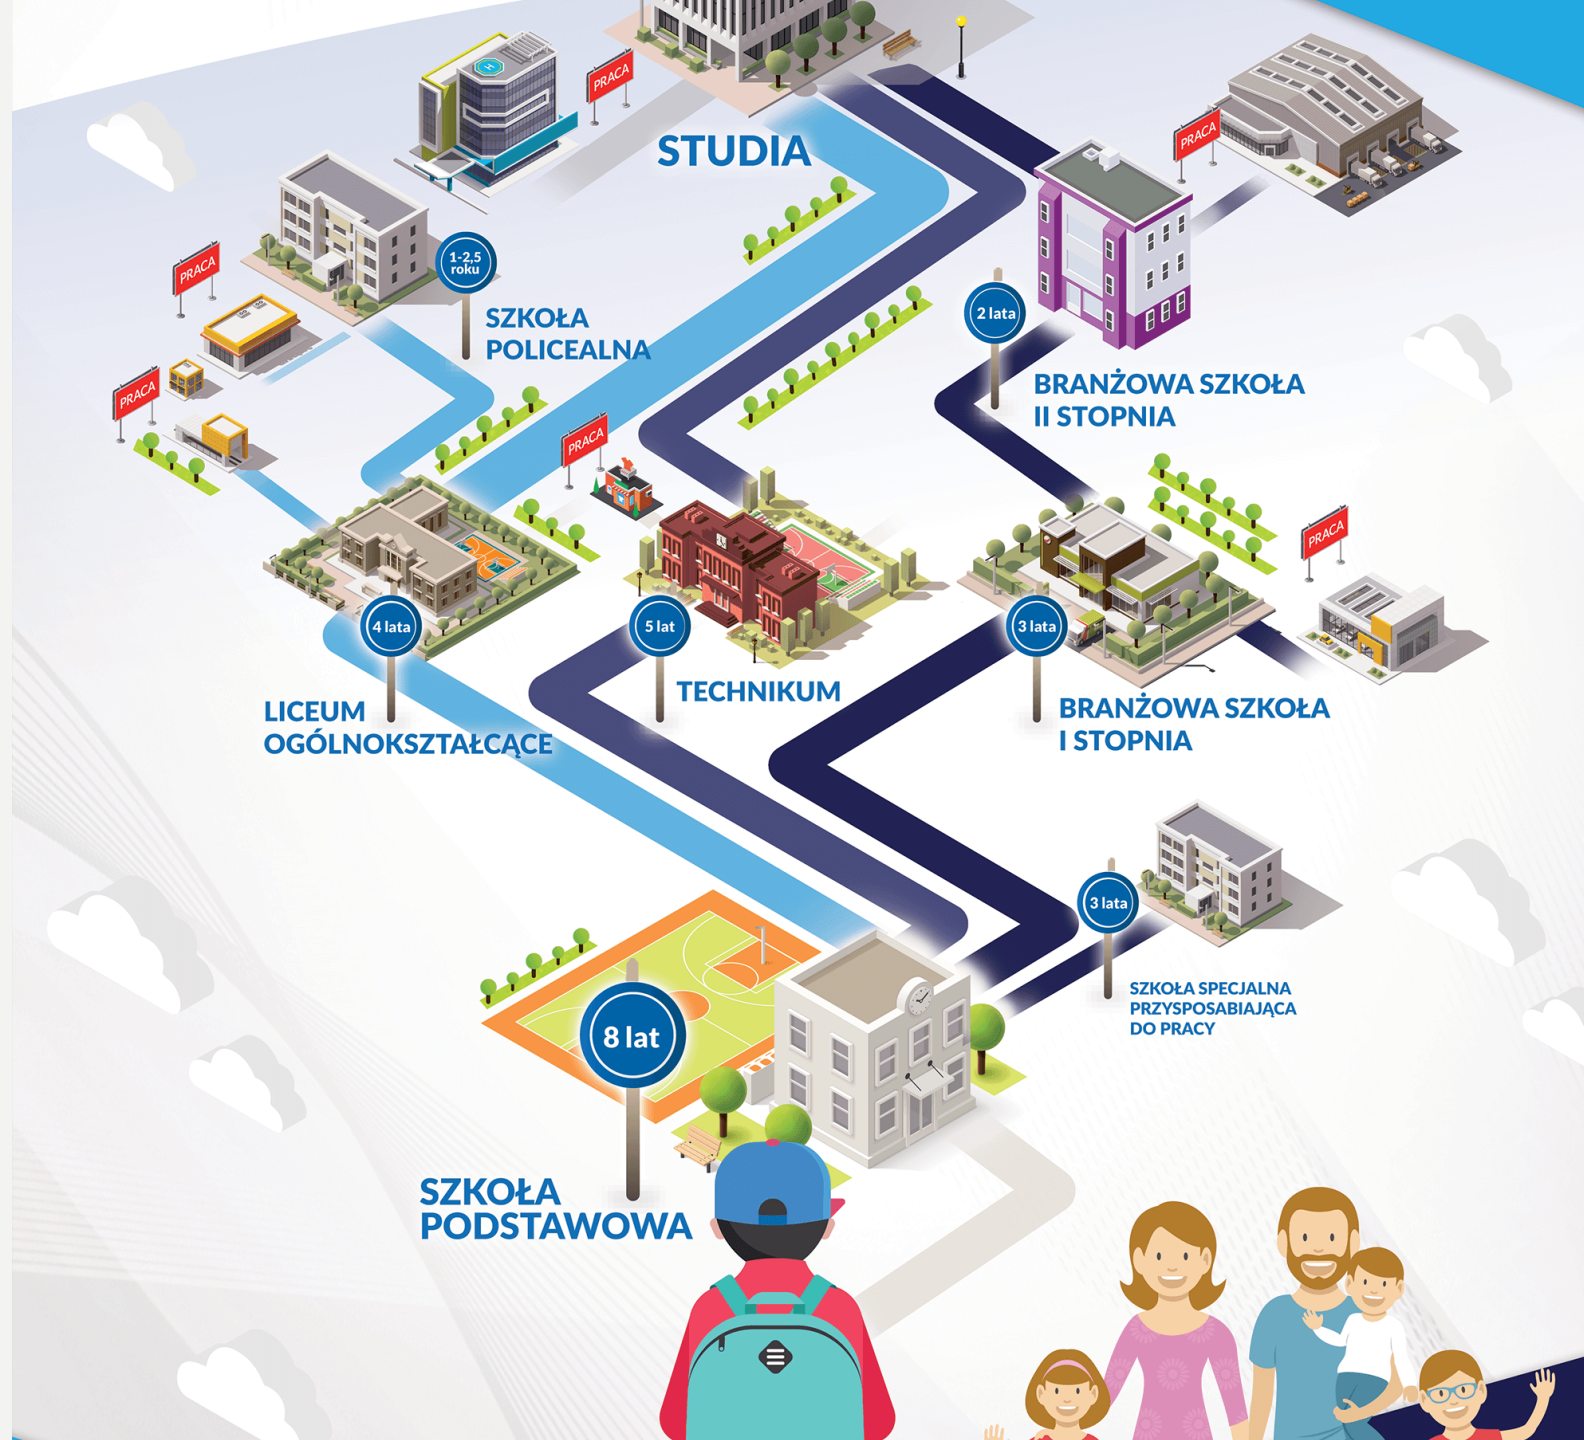 PRACA
STUDIA
PRACA
1-2,5
roku
PRACA
SZKOŁA
POLICEALNA
2 lata
PRACA
BRANŻOWA SZKOŁA
II STOPNIA
PRACA
PRACA
4 lata
5 lat
3 lata
TECHNIKUM
LICEUM
OGÓLNOKSZTAŁCĄCE
BRANŻOWA SZKOŁA
I STOPNIA
3 lata
SZKOŁA SPECJALNA
PRZYSPOSABIAJĄCA
DO PRACY
8 lat
SZKOŁA
PODSTAWOWA